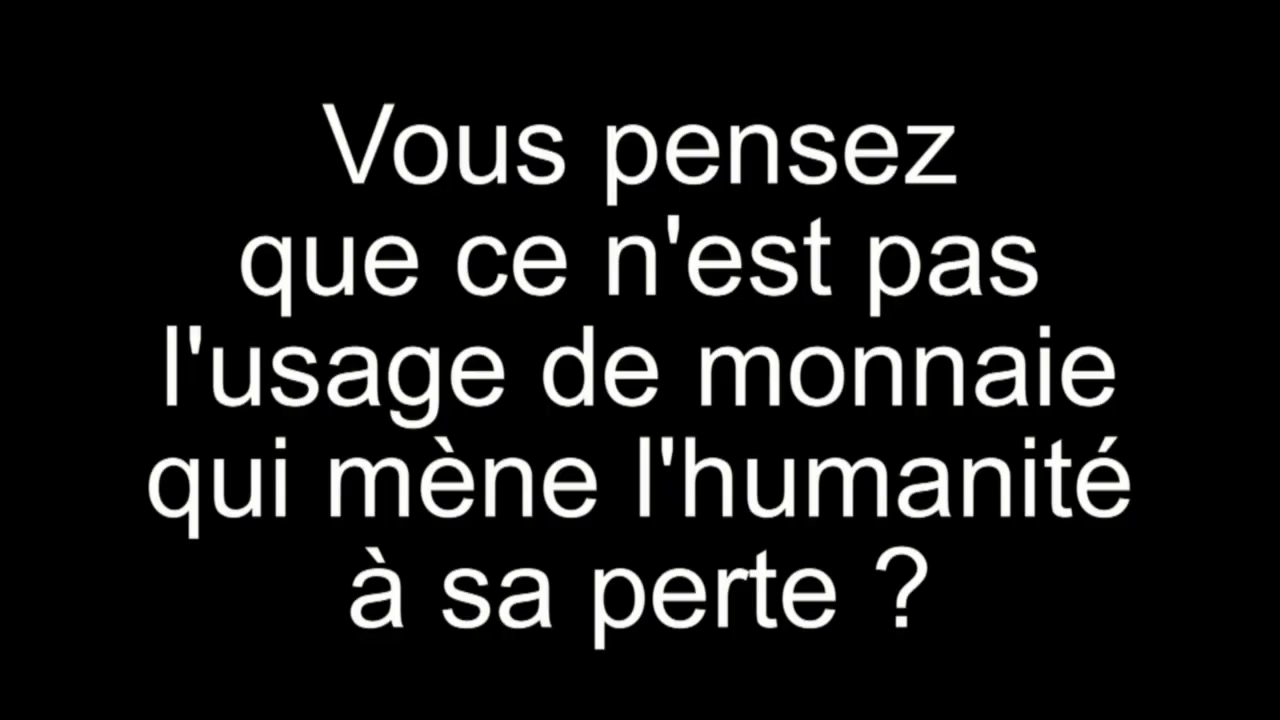 Vous pensez
que ce n'est pas
l'usage de monnaie
qui mène l'humanité
à sa perte ?